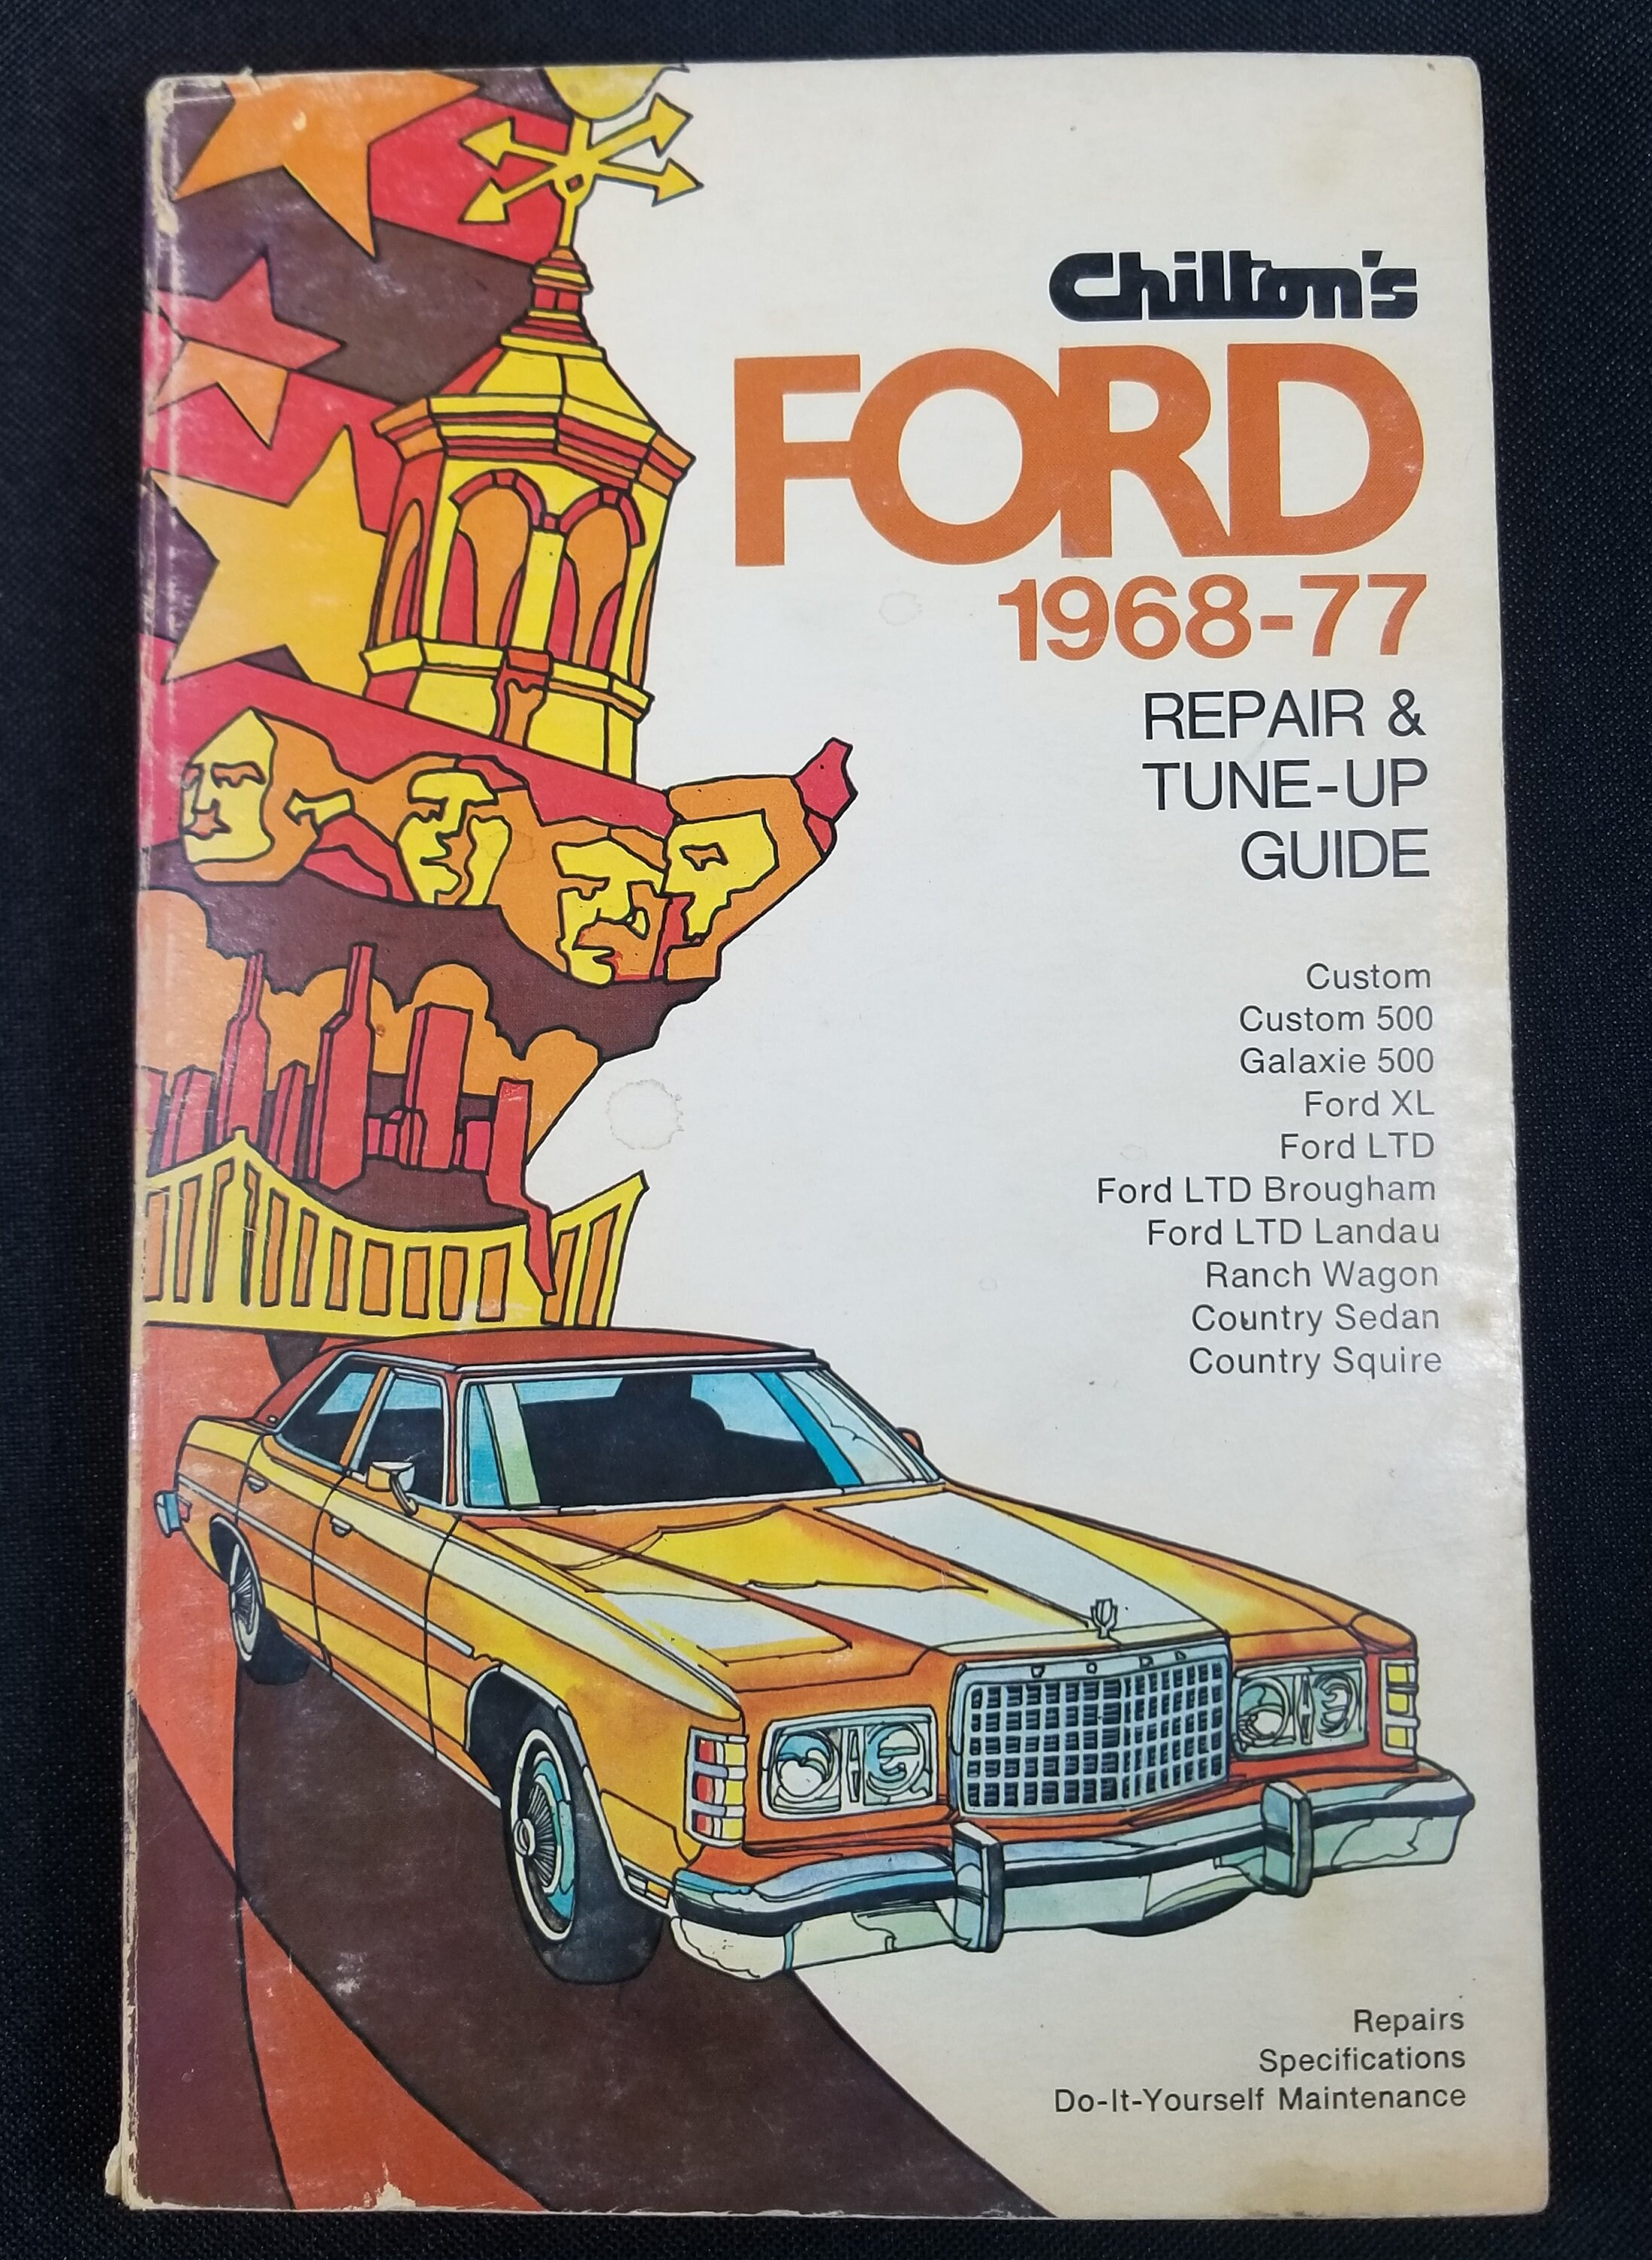 Chilton's
FORD
1968-77
REPAIR &
TUNE-UP
GUIDE
Custom
Custom 500
Galaxie 500
Ford XL
Ford LTD
Ford LTD Brougham
Ford LTD Landau
Ranch Wagon
Country Sedan
Country Squire
FORD
Repairs
Specifications
Do-It-Yourself Maintenance